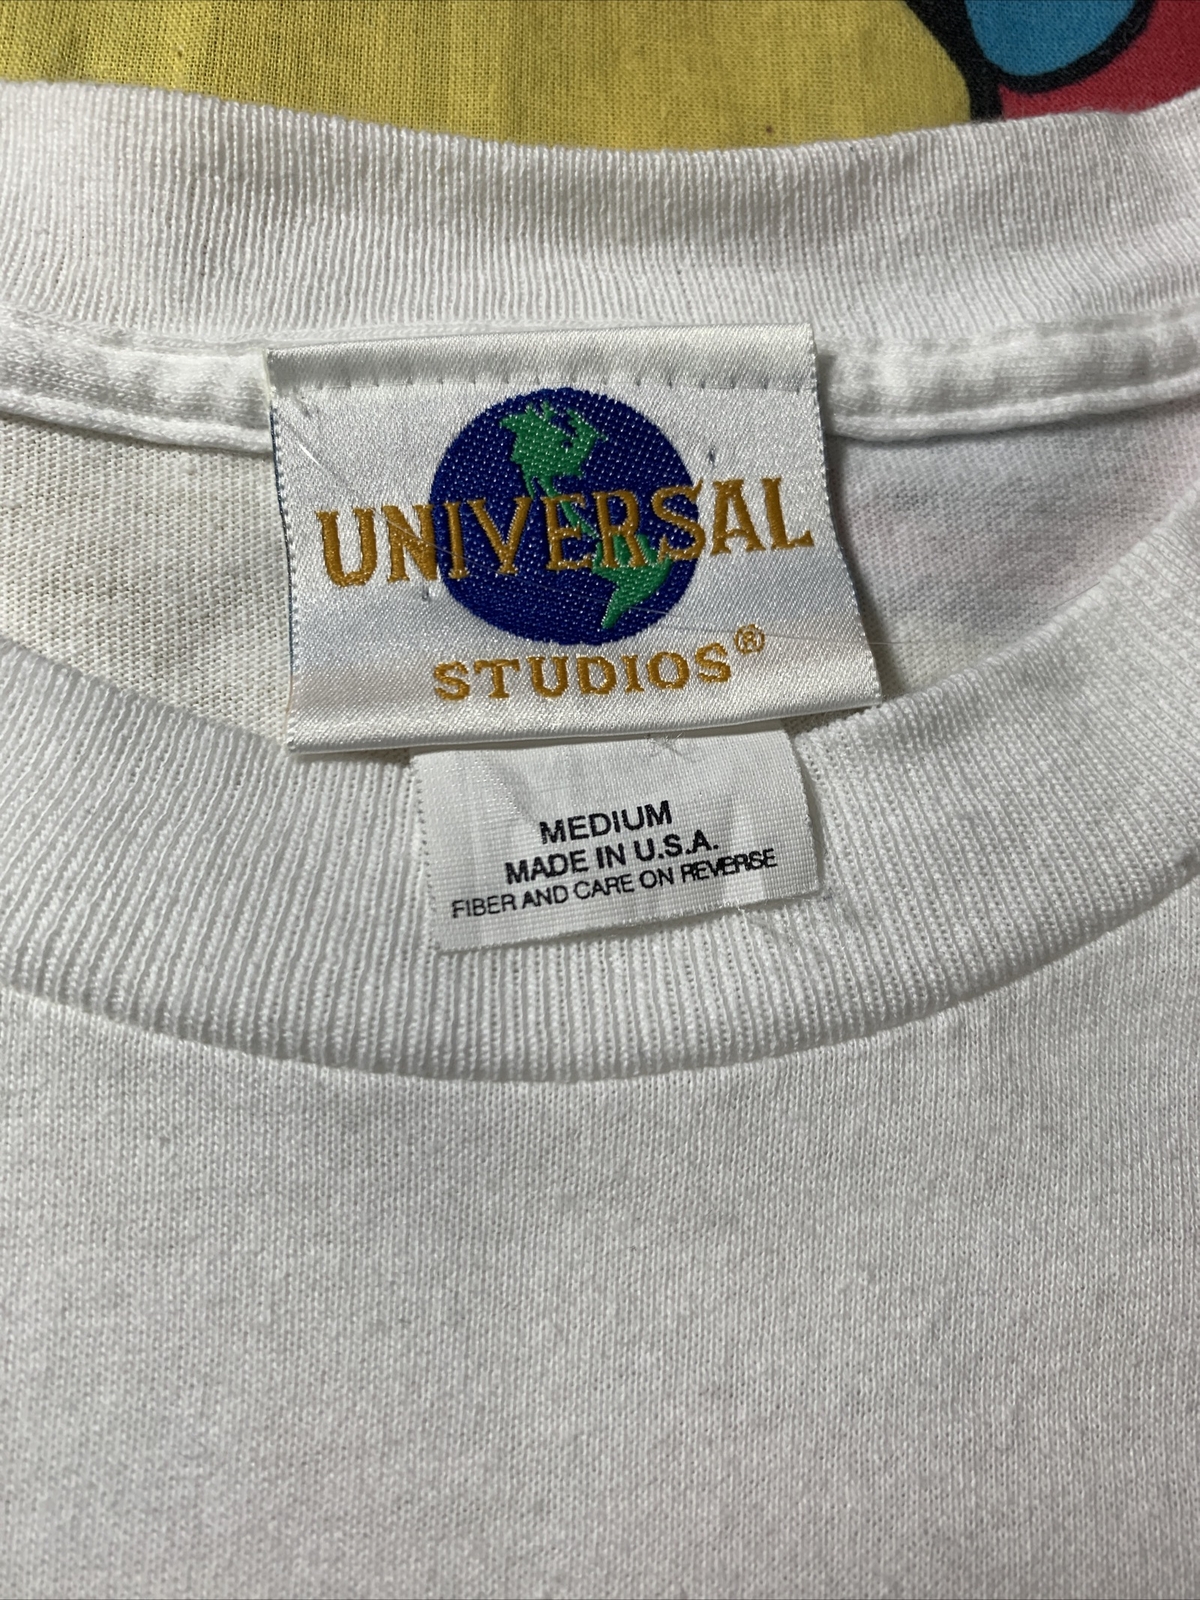 UNIVERSAL
STUDIOS®
MEDIUM
MADE IN U.S.A.
FIBER AND CARE ON REVERSE